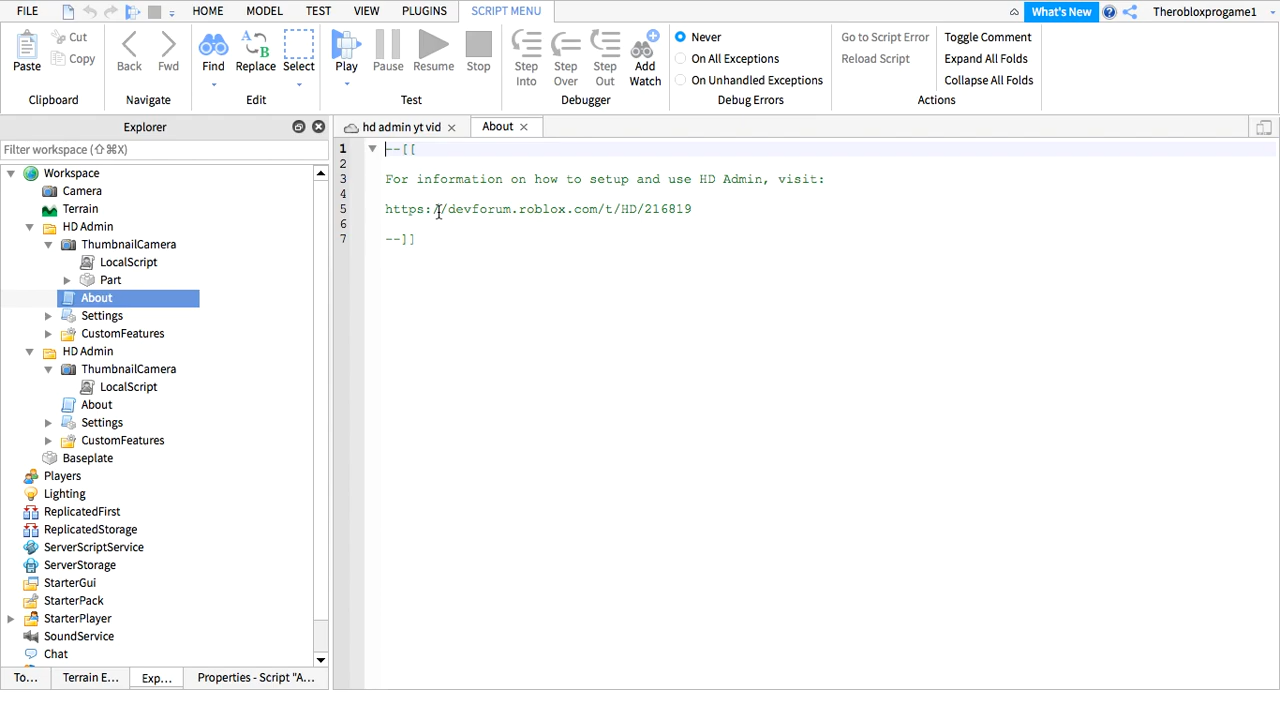 FILE HOME MODEL TEST VIEW PLUGINS SCRIPT MENU What's New Therobloxprogame1
Paste Cut Copy Back Fwd Find Replace Select Play Pause Resume Stop Step Into Step Over Step Out Add Watch Never On All Exceptions On Unhandled Exceptions Go to Script Error Reload Script Toggle Comment Expand All Folds Collapse All Folds
Clipboard Navigate Edit Test Debugger Debug Errors Actions
Explorer
hd admin yt vid About
Filter workspace (⇧⌘X)
Workspace
Camera
Terrain
HD Admin
ThumbnailCamera
LocalScript
Part
About
Settings
CustomFeatures
HD Admin
ThumbnailCamera
LocalScript
About
Settings
CustomFeatures
Baseplate
Players
Lighting
ReplicatedFirst
ReplicatedStorage
ServerScriptService
ServerStorage
StarterGui
StarterPack
StarterPlayer
SoundService
Chat
To... Terrain E... Exp... Properties - Script "A...
1 --[[
2
3 For information on how to setup and use HD Admin, visit:
4
5 https://devforum.roblox.com/t/HD/216819
6
7 --]]